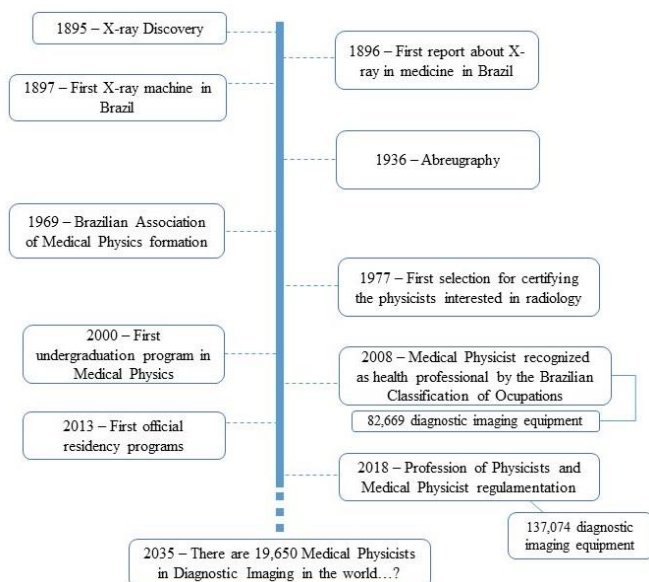 1895 – X-ray Discovery
1896 – First report about X-
ray in medicine in Brazil
1897 – First X-ray machine in
Brazil
1936 – Abreugraphy
1969 – Brazilian Association
of Medical Physics formation
1977 – First selection for certifying
the physicists interested in radiology
2000 – First
undergraduation program in
Medical Physics
2008 – Medical Physicist recognized
as health professional by the Brazilian
Classification of Ocupations
82,669 diagnostic imaging equipment
2013 – First official
residency programs
2018 – Profession of Physicists and
Medical Physicist regulamentation
137,074 diagnostic
imaging equipment
2035 – There are 19,650 Medical Physicists
in Diagnostic Imaging in the world…?